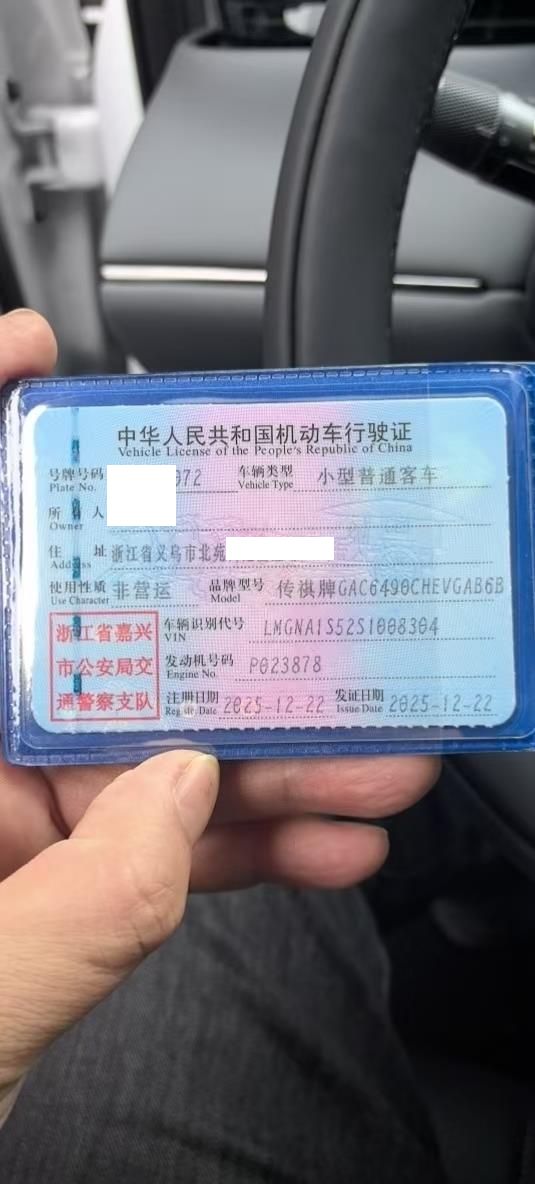 中华人民共和国机动车行驶证
Vehicle License of the People's Republic of China
号牌号码 072 车辆类型 小型普通客车
Plate No. Vehicle Type
所有人
Owner
住 址 浙江省义乌市北苑
Address
使用性质 非营运 品牌型号 传祺牌GAC6490CHEVGAB6B
Use Character Model
浙江省嘉兴
市公安局交
通警察支队
车辆识别代号 LMGNA1S52S1008304
VIN
发动机号码 P023878
Engine No.
注册日期 2025-12-22 发证日期 2025-12-22
Register Date Issue Date